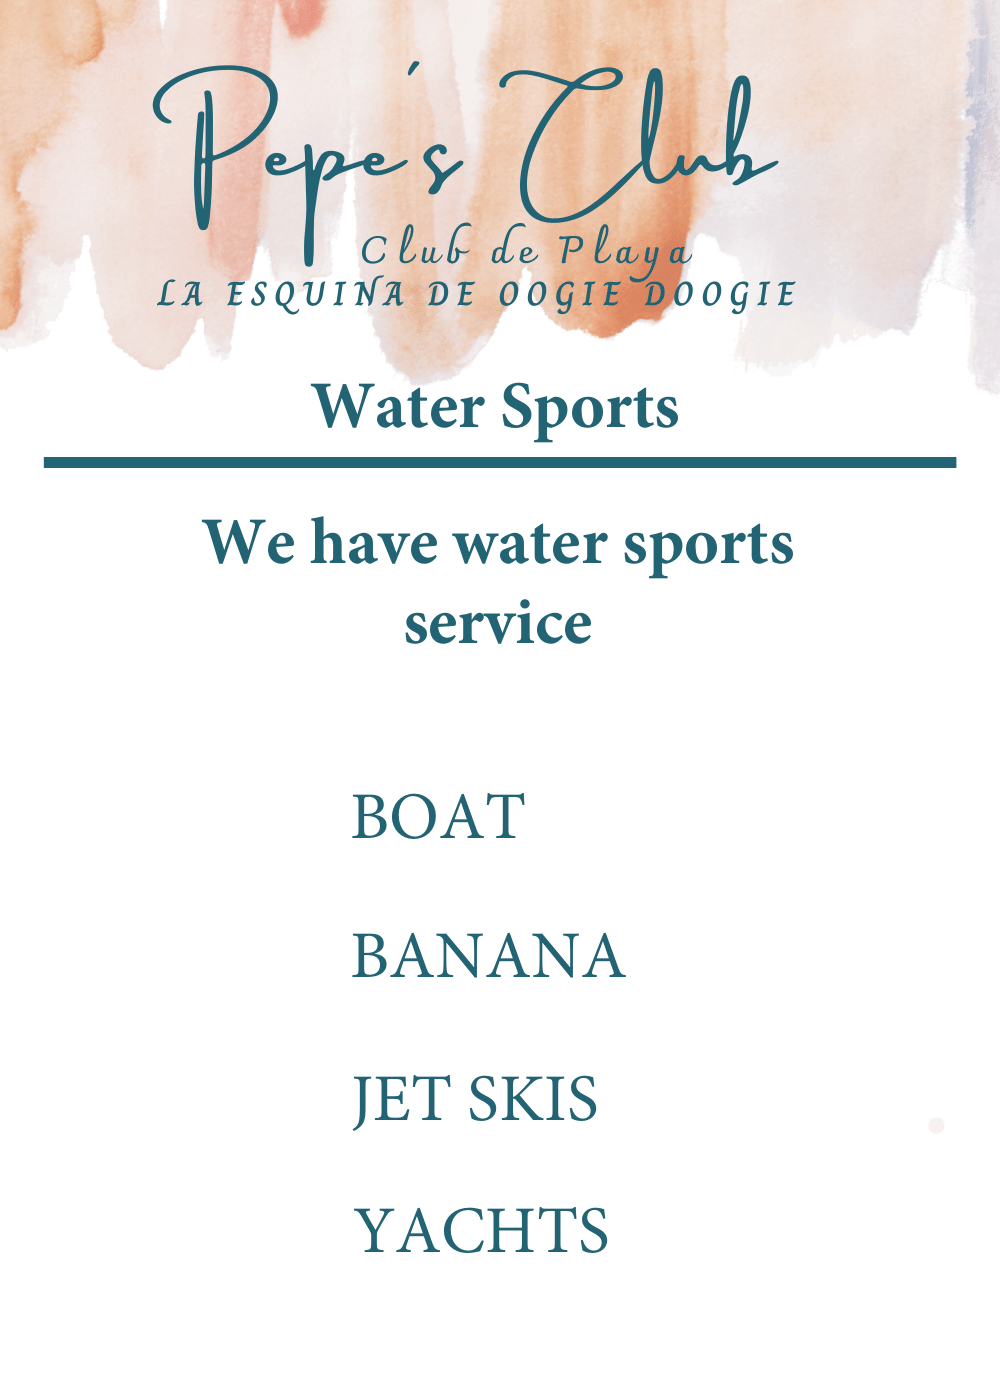 Pepe's Club
Club de Playa
LA ESQUINA DE OOGIE DOOGIE
Water Sports
We have water sports
service
BOAT
BANANA
JET SKIS
YACHTS